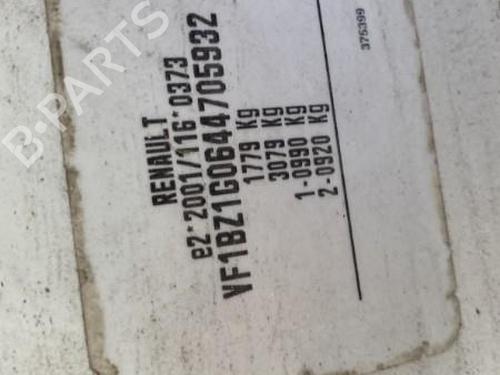 RENAULT
e2*2001/116*0373
VF1BZ1G0644705932
1779 Kg
3079 Kg
1-0990 Kg
2-0920 Kg
375399
B-PARTS